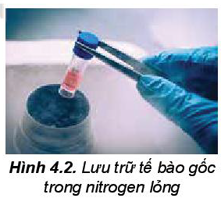 Hình 4.2. Lưu trữ tế bào gốc
trong nitrogen lỏng